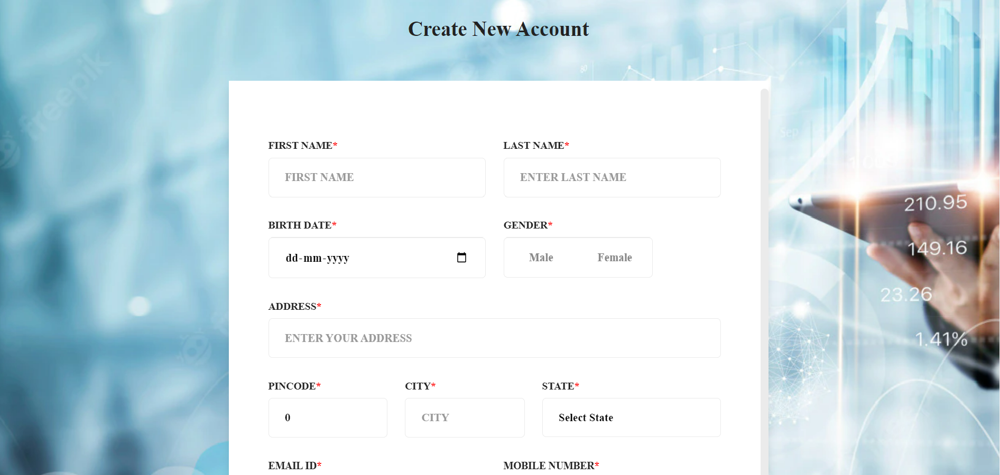 Create New Account
freepik
80
Sep
FIRST NAME* LAST NAME*
FIRST NAME ENTER LAST NAME
210.95
BIRTH DATE* GENDER*
149.16
dd-mm-yyyy Male Female
23.26
ADDRESS*
ENTER YOUR ADDRESS
1.41%
PINCODE* CITY* STATE*
0 CITY Select State
EMAIL ID* MOBILE NUMBER*